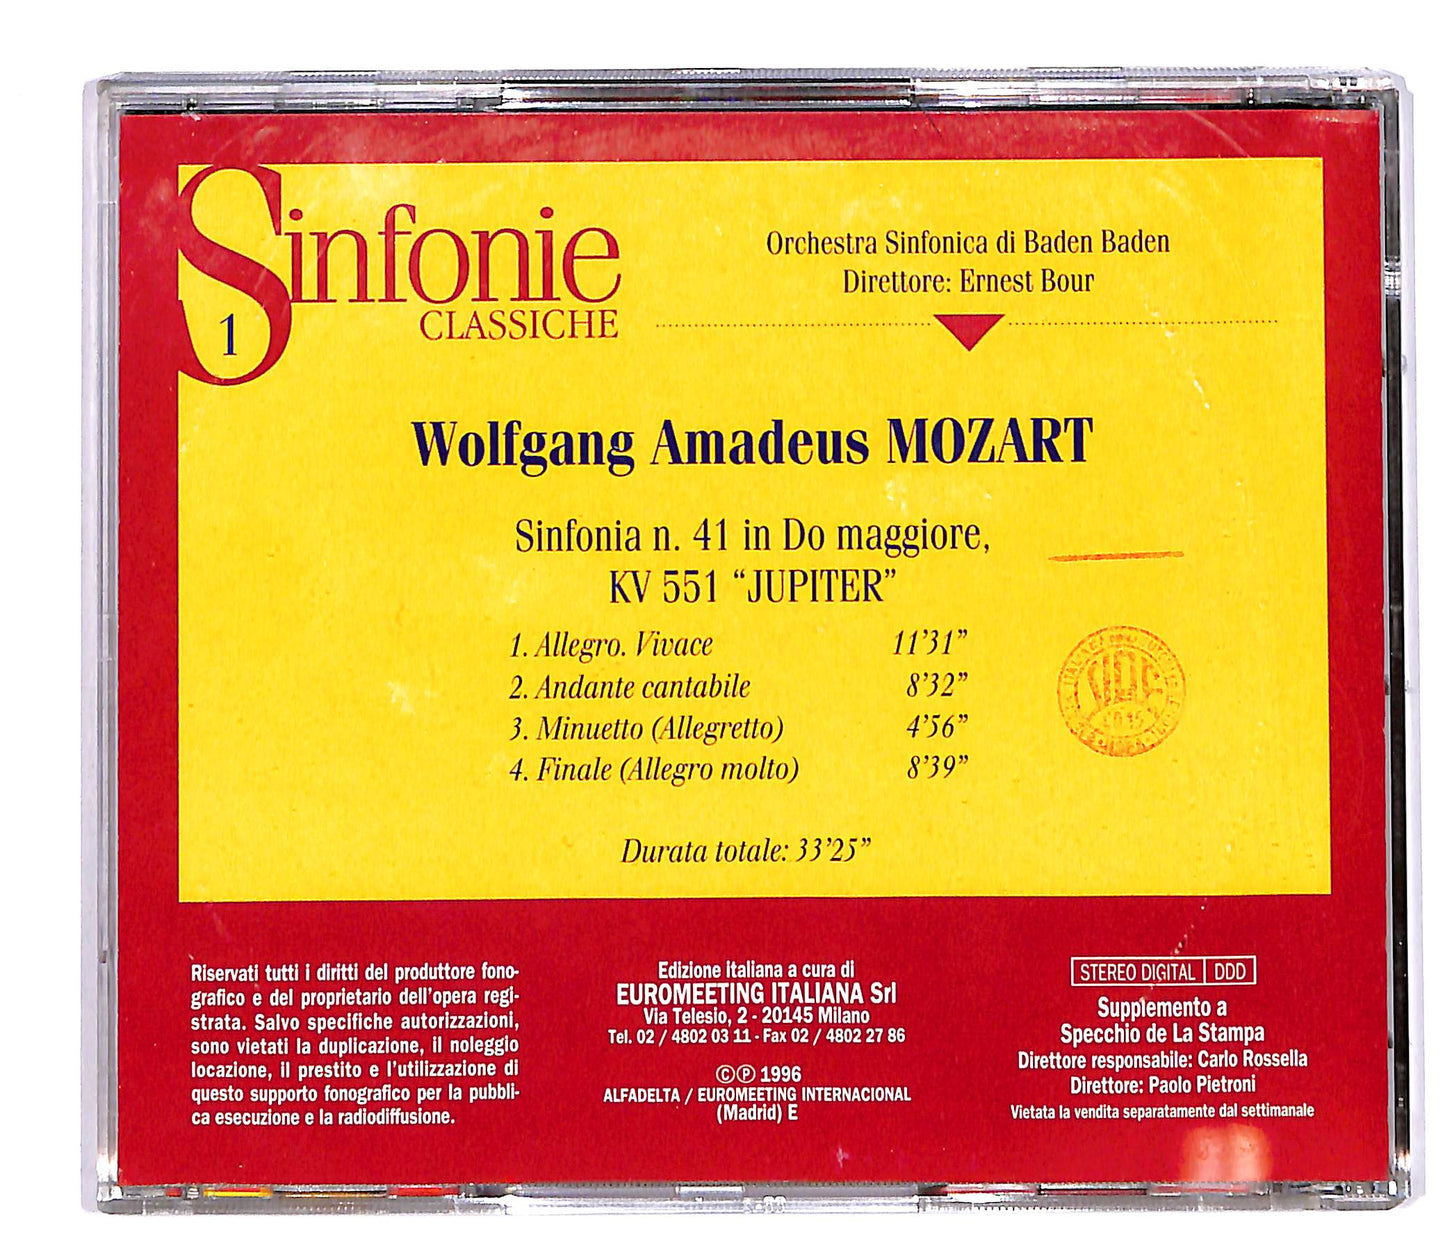 Sinfonie
CLASSICHE
1
Orchestra Sinfonica di Baden Baden
Direttore: Ernest Bour
Wolfgang Amadeus MOZART
Sinfonia n. 41 in Do maggiore,
KV 551 “JUPITER”
1. Allegro. Vivace 11’31”
2. Andante cantabile 8’32”
3. Minuetto (Allegretto) 4’56”
4. Finale (Allegro molto) 8’39”
Durata totale: 33’25”
Riservati tutti i diritti del produttore fono-
grafico e del proprietario dell’opera regi-
strata. Salvo specifiche autorizzazioni,
sono vietati la duplicazione, il noleggio
locazione, il prestito e l’utilizzazione di
questo supporto fonografico per la pubbli-
ca esecuzione e la radiodiffusione.
Edizione italiana a cura di
EUROMEETING ITALIANA Srl
Via Telesio, 2 - 20145 Milano
Tel. 02 / 4802 03 11 - Fax 02 / 4802 27 86
©℗ 1996
ALFADELTA / EUROMEETING INTERNACIONAL
(Madrid) E
STEREO DIGITAL DDD
Supplemento a
Specchio de La Stampa
Direttore responsabile: Carlo Rossella
Direttore: Paolo Pietroni
Vietata la vendita separatamente dal settimanale